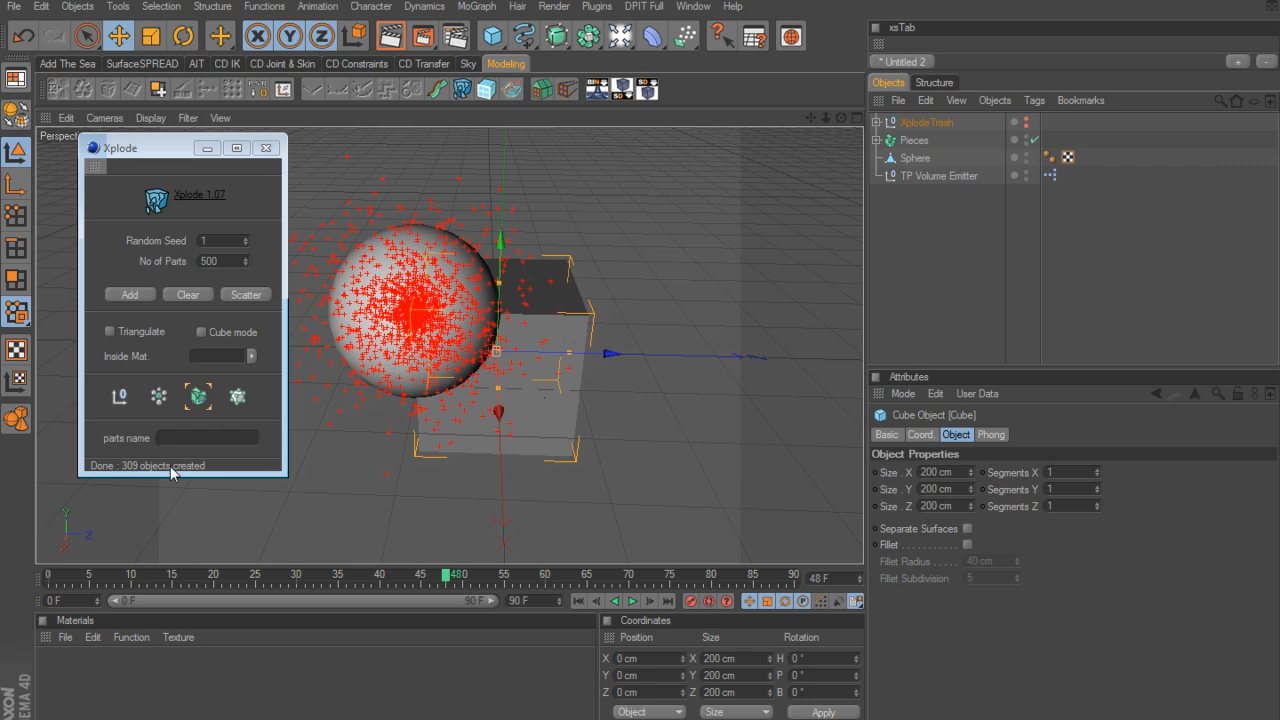 File Edit Objects Tools Selection Structure Functions Animation Character Dynamics MoGraph Hair Render Plugins DPIT Full Window Help
xsTab
X Y Z
* Untitled 2
+ -
Add The Sea SurfaceSPREAD AIT CD IK CD Joint & Skin CD Constraints CD Transfer Sky Modeling
Objects Structure
File Edit View Objects Tags Bookmarks
Edit Cameras Display Filter View
XplodeTrash
Pieces
Sphere
TP Volume Emitter
Perspect
Xplode
Xplode 1.07
Random Seed 1
No of Parts 500
Add Clear Scatter
Triangulate Cube mode
Inside Mat.
parts name
Done : 309 objects created
Y
Z
X
Attributes
Mode Edit User Data
Cube Object [Cube]
Basic Coord. Object Phong
Object Properties
Size . X 200 cm Segments X 1
Size . Y 200 cm Segments Y 1
Size . Z 200 cm Segments Z 1
Separate Surfaces
Fillet . . . . . . . . . . .
Fillet Radius . . . . . 40 cm
Fillet Subdivision 5
0 5 10 15 20 25 30 35 40 45 480 55 60 65 70 75 80 85 90 48 F
0 F 0 F 90 F 90 F
Materials
File Edit Function Texture
Coordinates
Position Size Rotation
X 0 cm X 200 cm H 0 °
Y 0 cm Y 200 cm P 0 °
Z 0 cm Z 200 cm B 0 °
Object Size Apply
AXON
EMA 4D